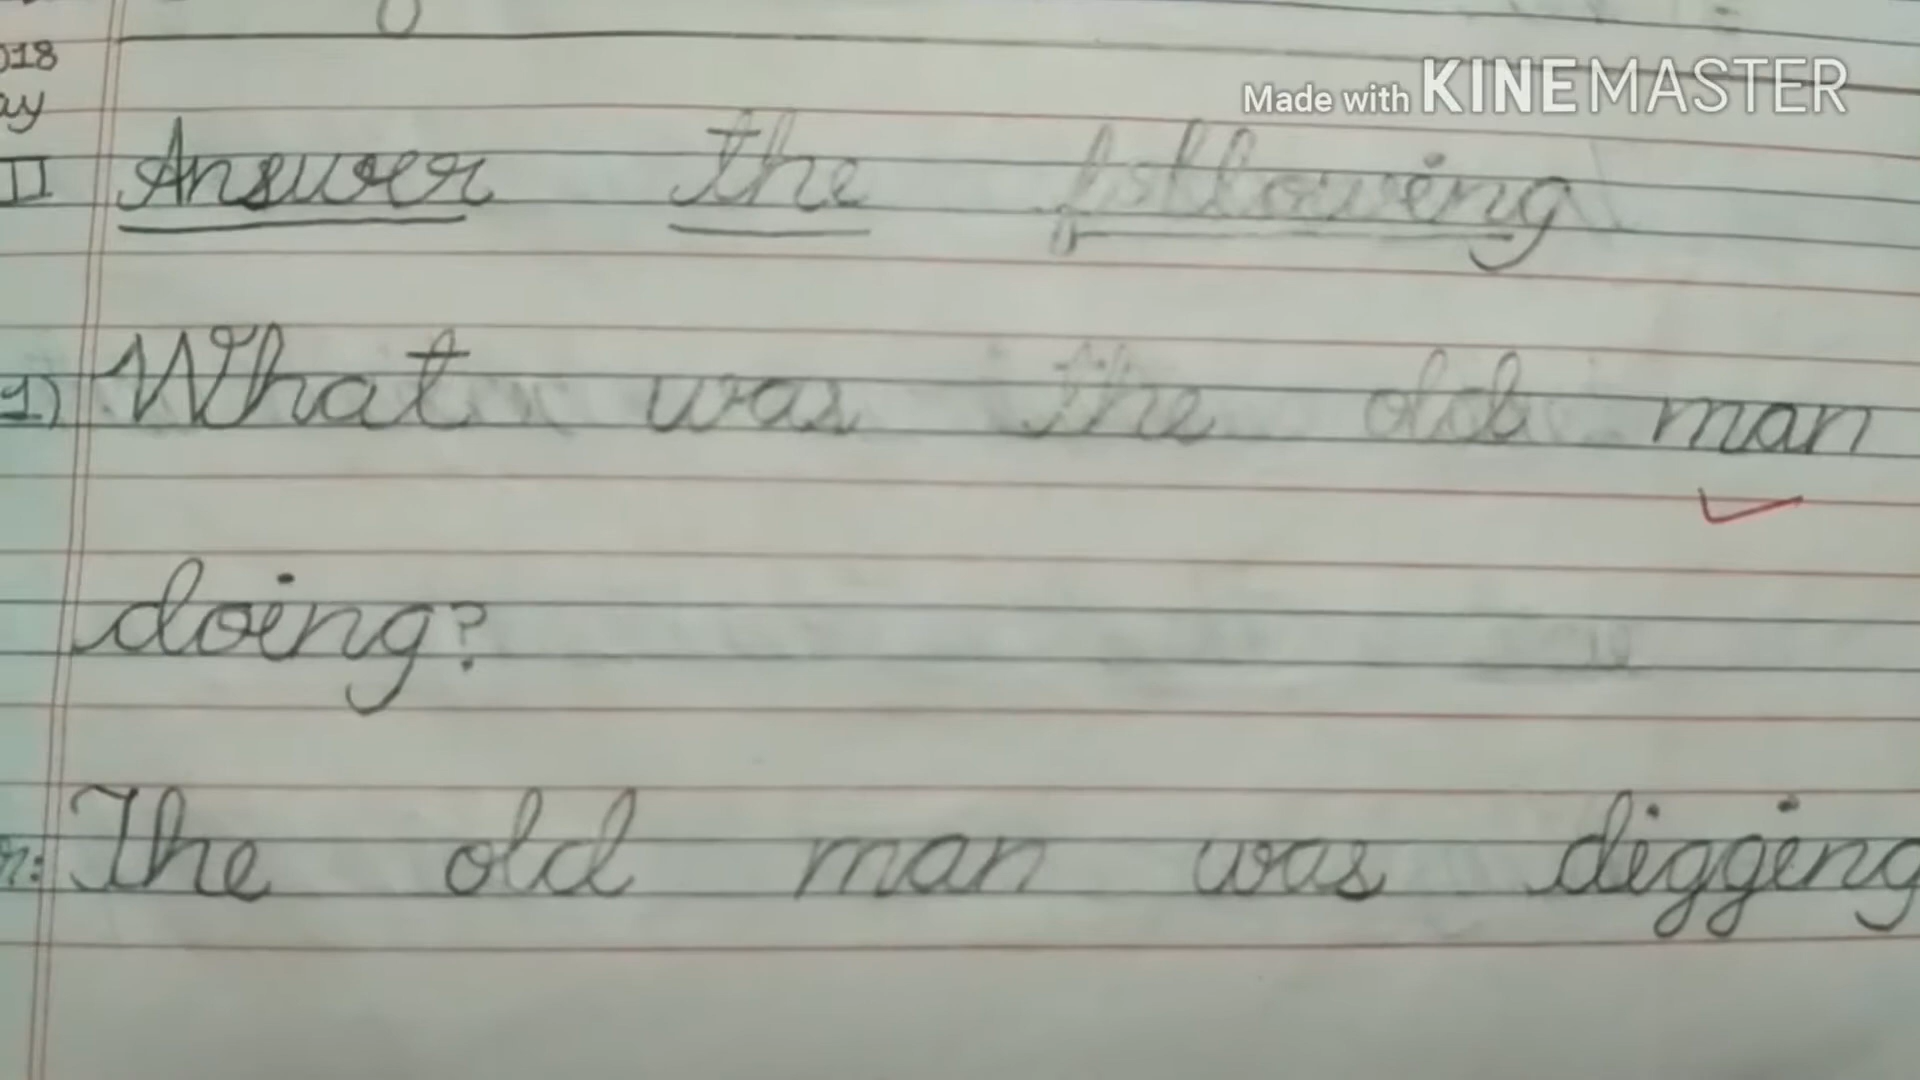 018
Made with KINEMASTER
ay
II Answer the following
1) What was the old man
doing?
n: The old man was digging